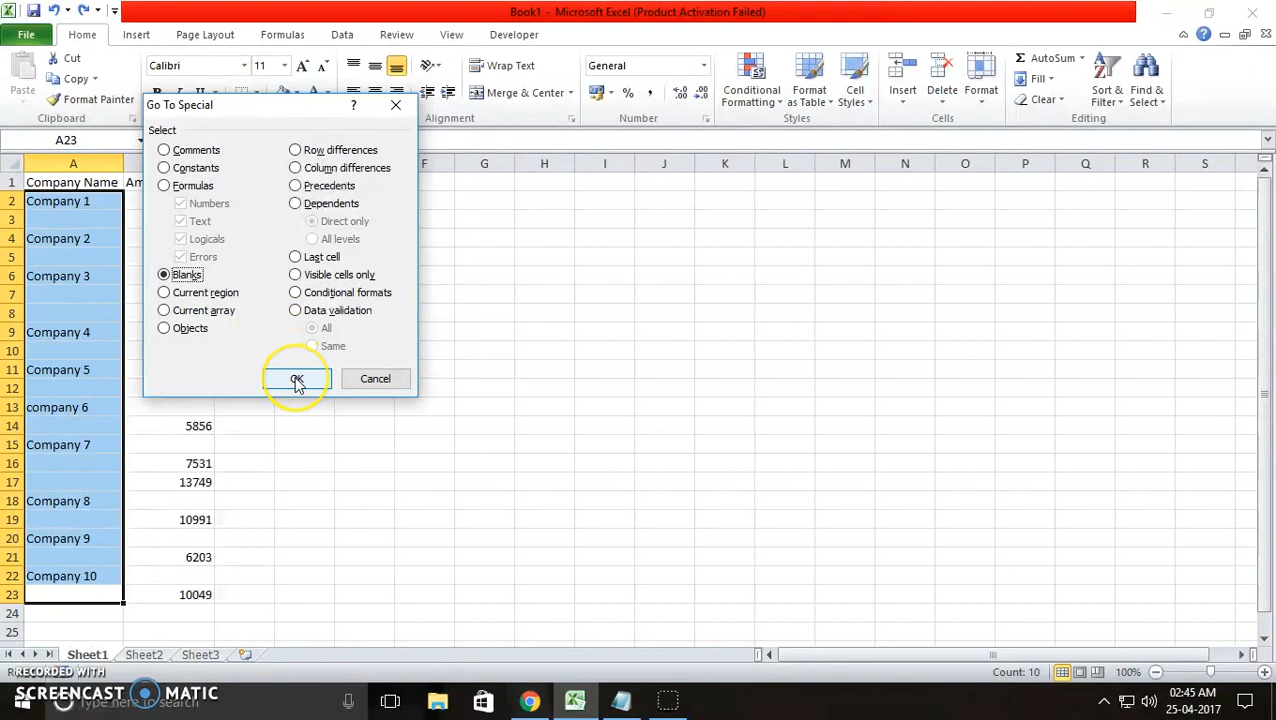 Book1 - Microsoft Excel (Product Activation Failed)
File Home Insert Page Layout Formulas Data Review View Developer
Cut
Copy
Format Painter
Paste
Clipboard
Calibri 11
Wrap Text
Merge & Center
Alignment
General
Number
Conditional Formatting
Format as Table
Cell Styles
Styles
Insert
Delete
Format
Cells
AutoSum
Fill
Clear
Sort & Filter
Find & Select
Editing
A23
Go To Special
Select
Comments
Constants
Formulas
Numbers
Text
Logicals
Errors
Blanks
Current region
Current array
Objects
Row differences
Column differences
Precedents
Dependents
Direct only
All levels
Last cell
Visible cells only
Conditional formats
Data validation
All
Same
OK
Cancel
A F G H I J K L M N O P Q R S
1 Company Name Am
2 Company 1
3
4 Company 2
5
6 Company 3
7
8
9 Company 4
10
11 Company 5
12
13 company 6
14 5856
15 Company 7
16 7531
17 13749
18 Company 8
19 10991
20 Company 9
21 6203
22 Company 10
23 10049
24
25
Sheet1 Sheet2 Sheet3
Count: 10 100%
RECORDED WITH
SCREENCAST MATIC
Type here to search
02:45 AM
25-04-2017